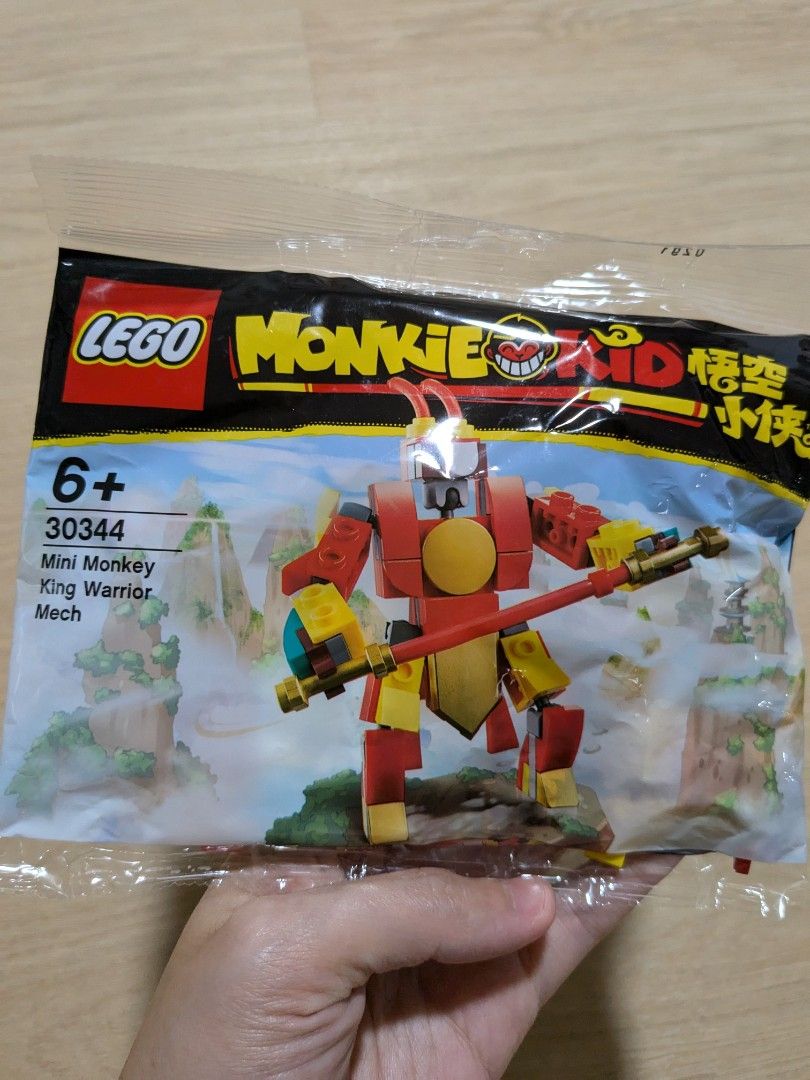 LEGO
MONKIE KID 悟空
小侠
6+
30344
Mini Monkey
King Warrior
Mech